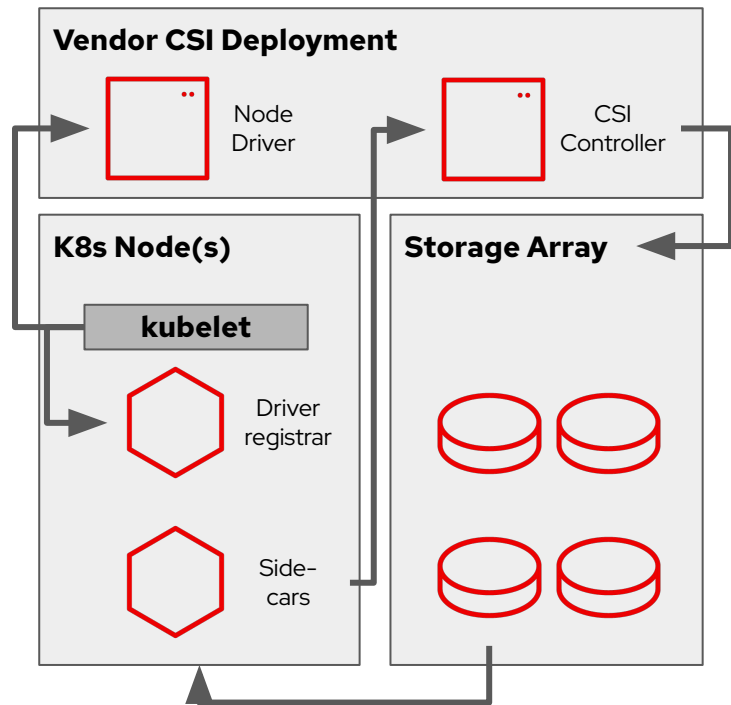 Vendor CSI Deployment
Node
Driver
CSI
Controller
K8s Node(s)
kubelet
Driver
registrar
Side-
cars
Storage Array